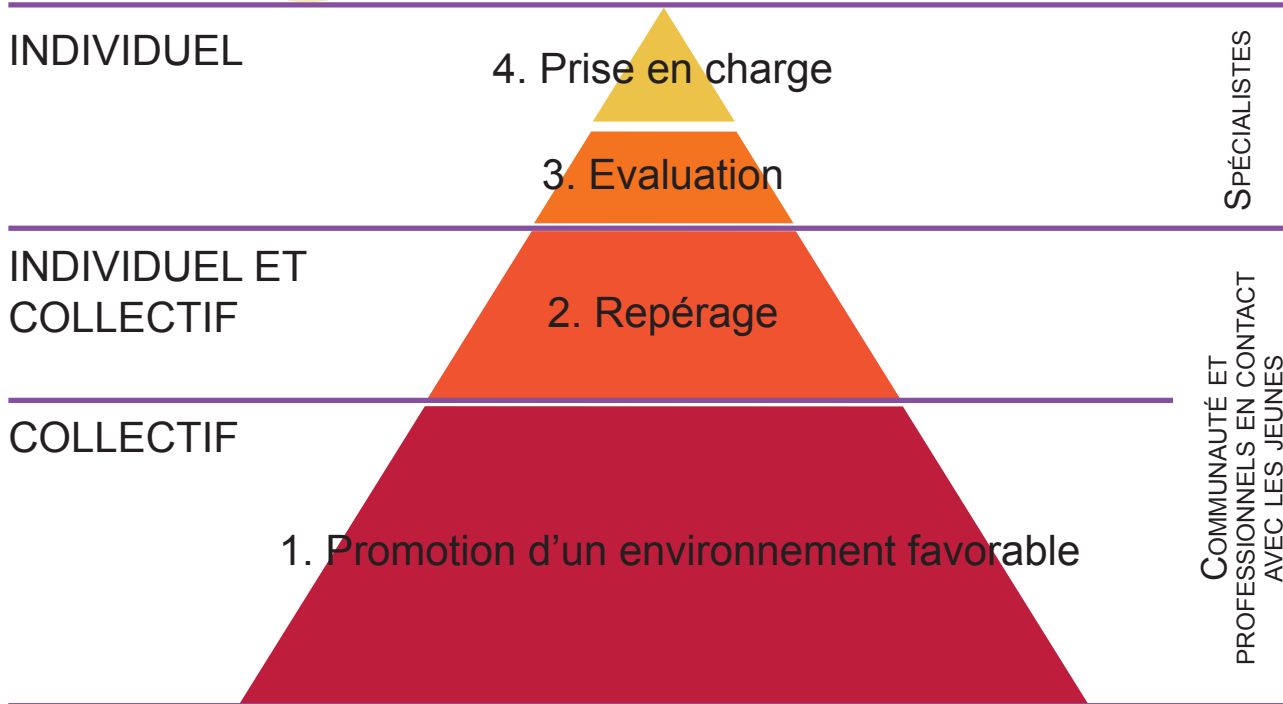 INDIVIDUEL
4. Prise en charge
3. Evaluation
SPÉCIALISTES
INDIVIDUEL ET
COLLECTIF
2. Repérage
COLLECTIF
1. Promotion d’un environnement favorable
COMMUNAUTÉ ET
PROFESSIONNELS EN CONTACT
AVEC LES JEUNES